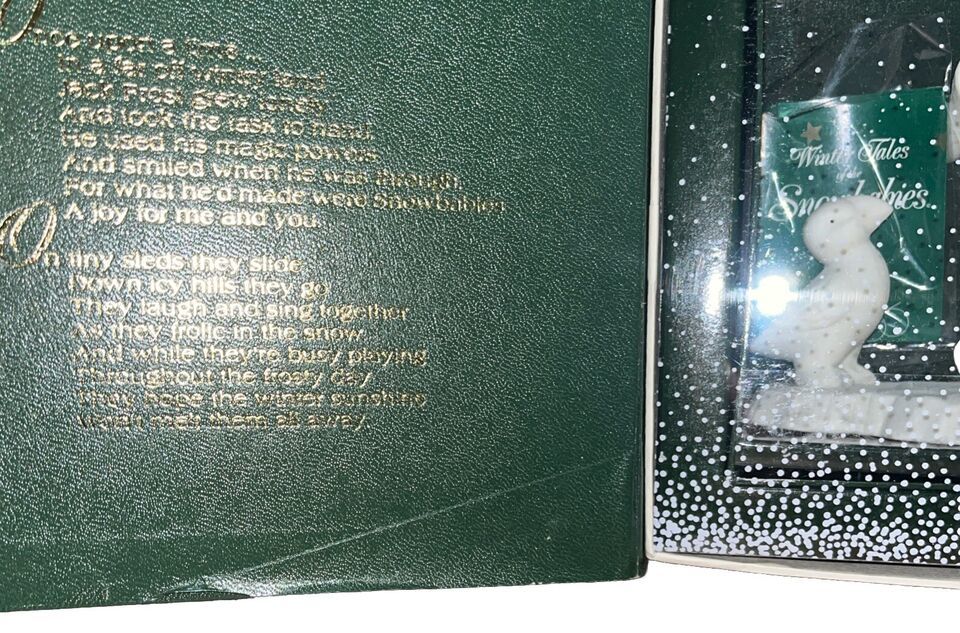 Once upon a time ...
In a far off winter land
Jack Frost grew lonely
And took the task to hand.
He used his magic powers
And smiled when he was through,
For what he'd made were Snowbabies
A joy for me and you.
On tiny sleds they slide
Down icy hills they go
They laugh and sing together
As they frolic in the snow.
And while they're busy playing
Throughout the frosty day
They hope the winter sunshine
Won't melt them all away.
Winter Tales
of the
Snowbabies